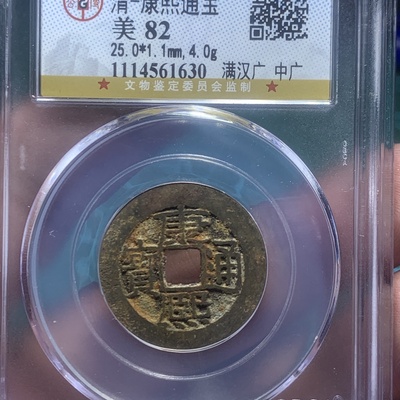 清-康熙通宝
美 82
25.0*1.1mm,4.0g
1114561630 满汉广 中广
★ 文物鉴定委员会监制 ★
康熙通寶